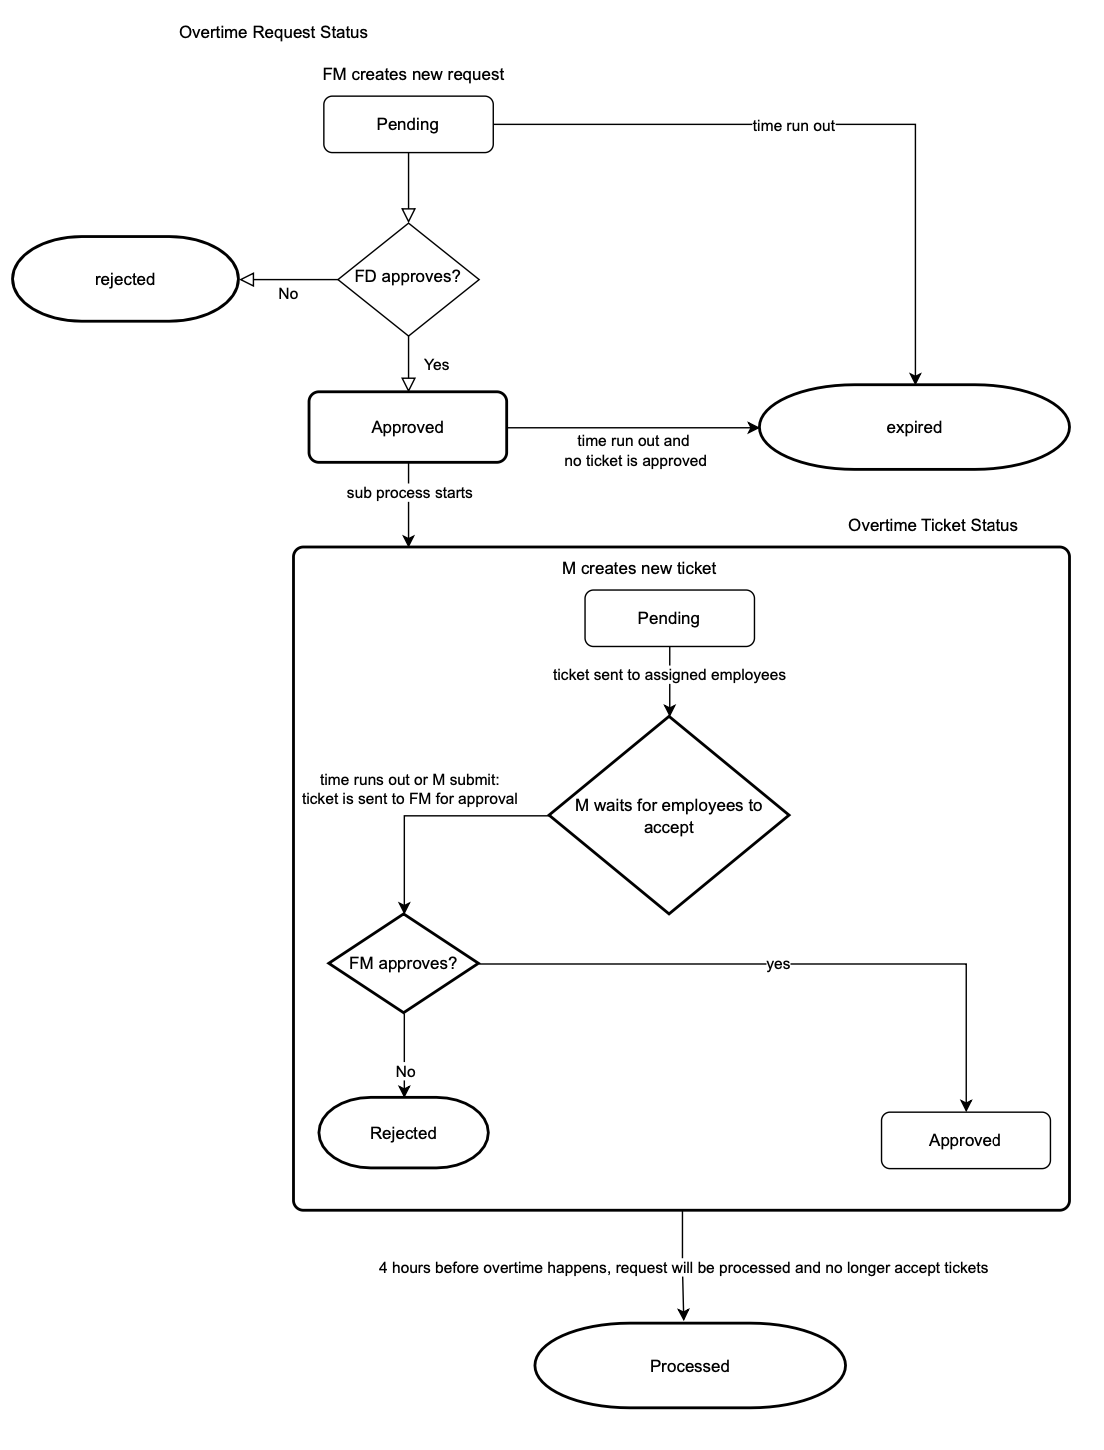 Overtime Request Status
FM creates new request
Pending
time run out
FD approves?
rejected
No
Yes
Approved
expired
time run out and
no ticket is approved
sub process starts
Overtime Ticket Status
M creates new ticket
Pending
ticket sent to assigned employees
time runs out or M submit:
ticket is sent to FM for approval
M waits for employees to
accept
FM approves?
yes
No
Rejected
Approved
4 hours before overtime happens, request will be processed and no longer accept tickets
Processed